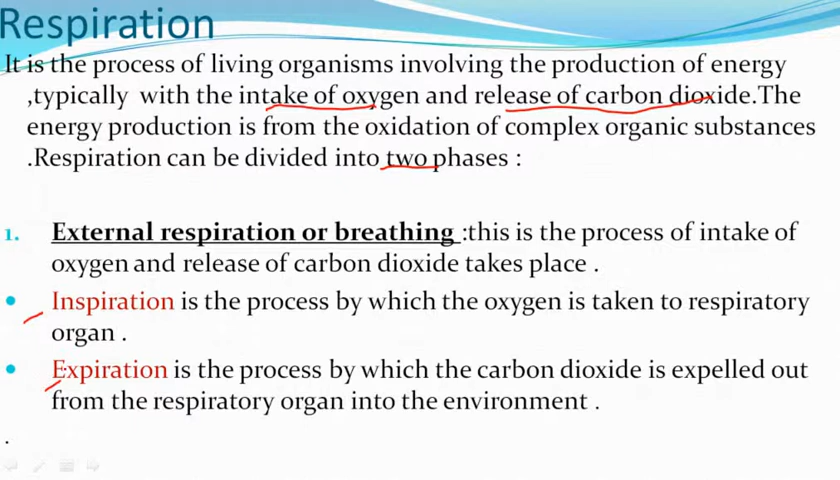 Respiration
It is the process of living organisms involving the production of energy
,typically with the intake of oxygen and release of carbon dioxide.The
energy production is from the oxidation of complex organic substances
.Respiration can be divided into two phases :
1. External respiration or breathing :this is the process of intake of
oxygen and release of carbon dioxide takes place .
• Inspiration is the process by which the oxygen is taken to respiratory
organ .
• Expiration is the process by which the carbon dioxide is expelled out
from the respiratory organ into the environment .
.